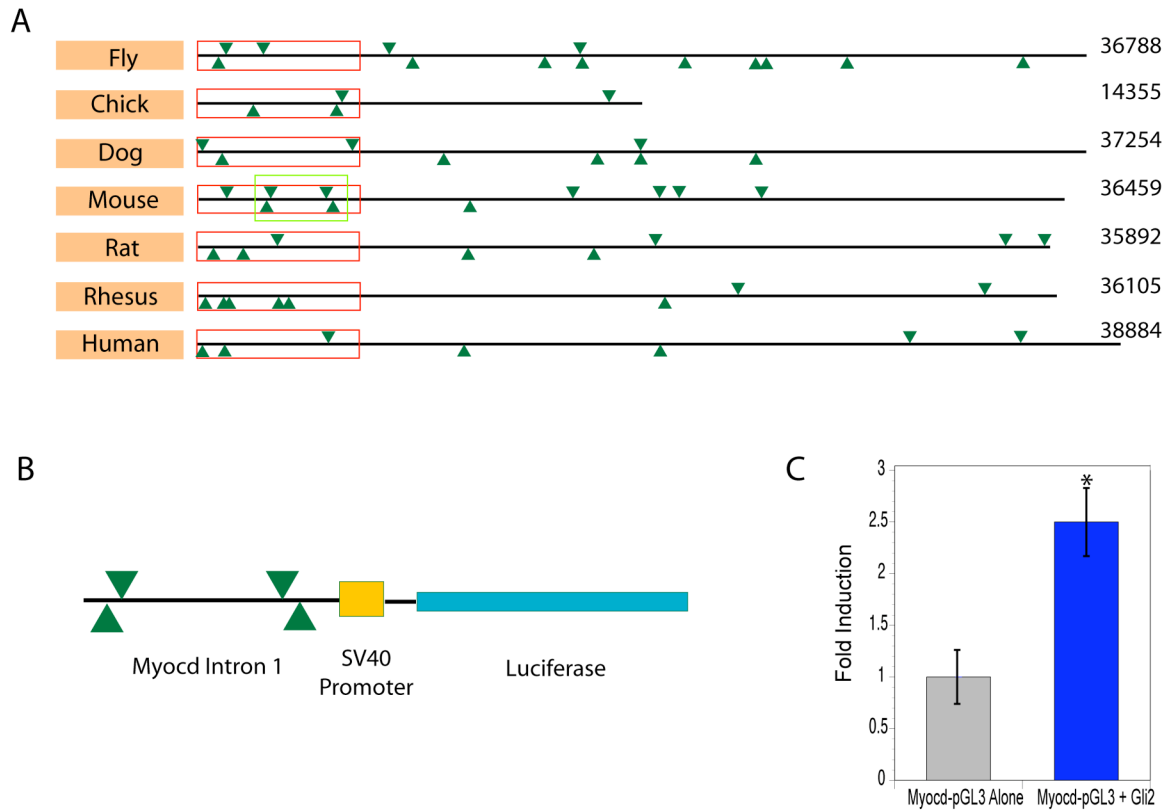 A
Fly 36788
Chick 14355
Dog 37254
Mouse 36459
Rat 35892
Rhesus 36105
Human 38884
B
Myocd Intron 1
SV40
Promoter
Luciferase
C
Fold Induction
3
2.5
2
1.5
1
0.5
0
*
Myocd-pGL3 Alone
Myocd-pGL3 + Gli2